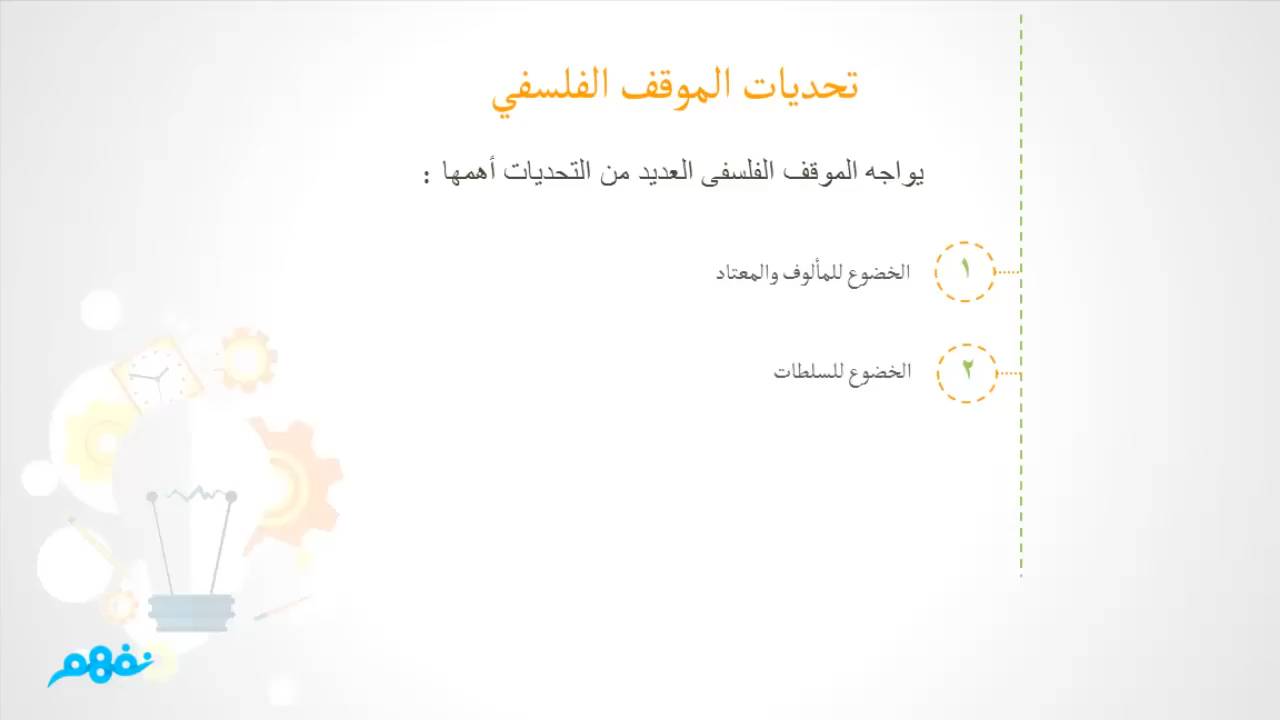 تحديات الموقف الفلسفي
يواجه الموقف الفلسفى العديد من التحديات أهمها :
١ الخضوع للمألوف والمعتاد
٢ الخضوع للسلطات
نفهم